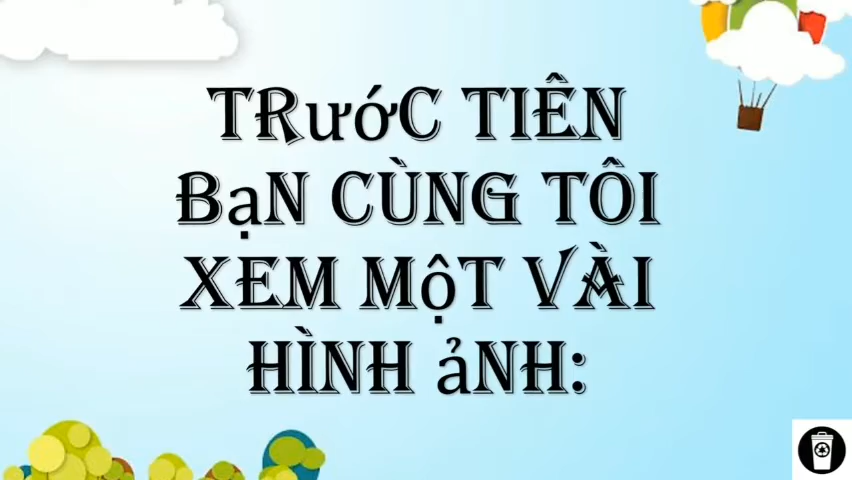 TRướC TIÊN
BạN CÙNG TÔI
XEM MộT VÀI
HÌNH ảNH: